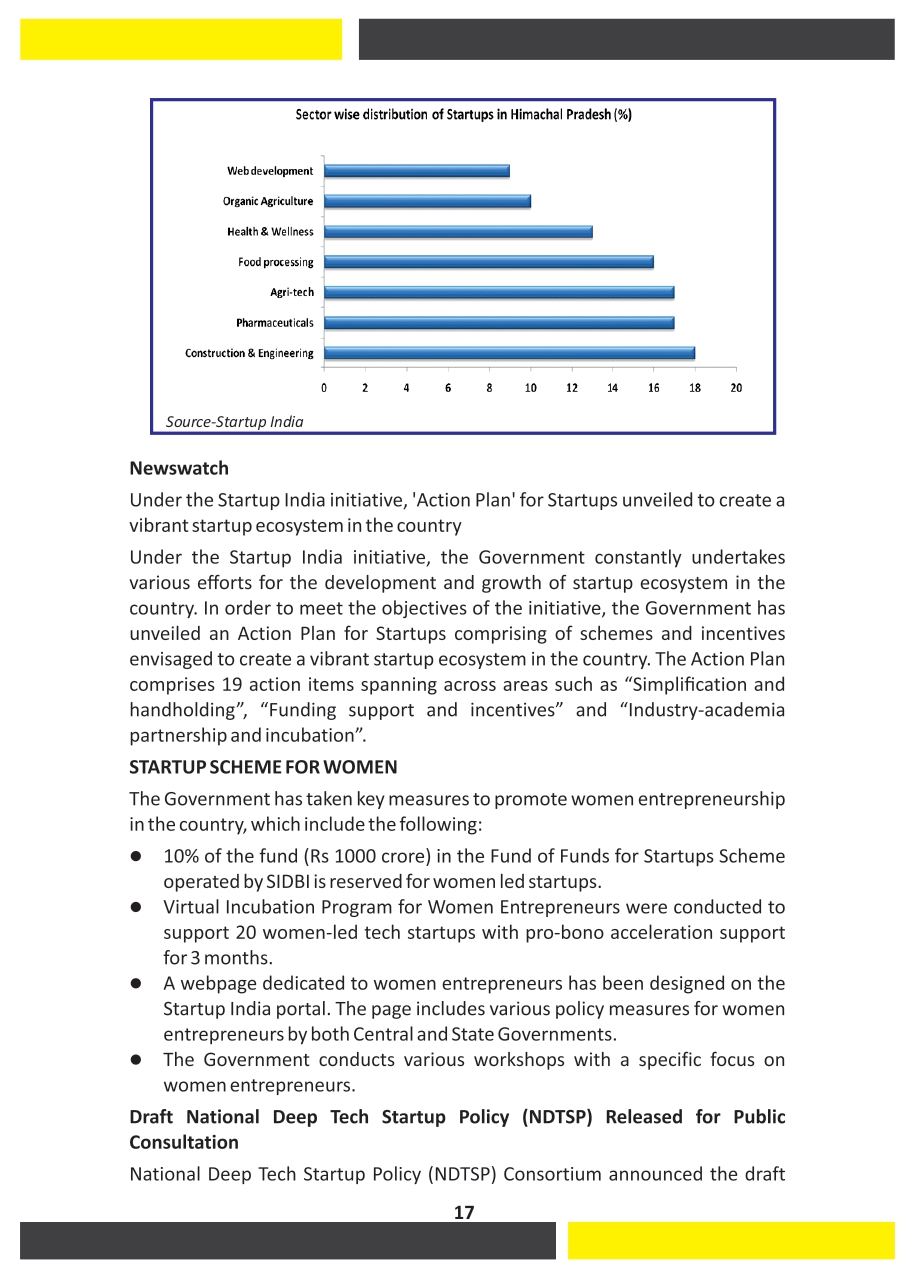 Sector wise distribution of Startups in Himachal Pradesh (%)
Web development
Organic Agriculture
Health & Wellness
Food processing
Agri-tech
Pharmaceuticals
Construction & Engineering
0 2 4 6 8 10 12 14 16 18 20
Source-Startup India
Newswatch
Under the Startup India initiative, 'Action Plan' for Startups unveiled to create a
vibrant startup ecosystem in the country
Under the Startup India initiative, the Government constantly undertakes
various efforts for the development and growth of startup ecosystem in the
country. In order to meet the objectives of the initiative, the Government has
unveiled an Action Plan for Startups comprising of schemes and incentives
envisaged to create a vibrant startup ecosystem in the country. The Action Plan
comprises 19 action items spanning across areas such as “Simplification and
handholding”, “Funding support and incentives” and “Industry-academia
partnership and incubation”.
STARTUP SCHEME FOR WOMEN
The Government has taken key measures to promote women entrepreneurship
in the country, which include the following:
● 10% of the fund (Rs 1000 crore) in the Fund of Funds for Startups Scheme
operated by SIDBI is reserved for women led startups.
● Virtual Incubation Program for Women Entrepreneurs were conducted to
support 20 women-led tech startups with pro-bono acceleration support
for 3 months.
● A webpage dedicated to women entrepreneurs has been designed on the
Startup India portal. The page includes various policy measures for women
entrepreneurs by both Central and State Governments.
● The Government conducts various workshops with a specific focus on
women entrepreneurs.
Draft National Deep Tech Startup Policy (NDTSP) Released for Public
Consultation
National Deep Tech Startup Policy (NDTSP) Consortium announced the draft
17